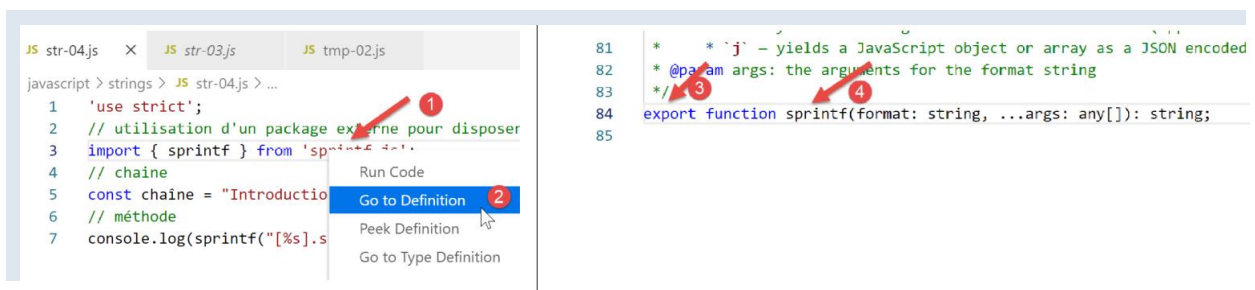 JS str-04.js × JS str-03.js JS tmp-02.js
javascript > strings > JS str-04.js > ...
1 'use strict';
2 // utilisation d'un package externe pour disposer
3 import { sprintf } from 'sprintf-js';
4 // chaine
5 const chaîne = "Introductio
6 // méthode
7 console.log(sprintf("[%s].s
1
Run Code
Go to Definition 2
Peek Definition
Go to Type Definition
81 * * `j` — yields a JavaScript object or array as a JSON encoded
82 * @param args: the arguments for the format string
83 */
3
4
84 export function sprintf(format: string, ...args: any[]): string;
85